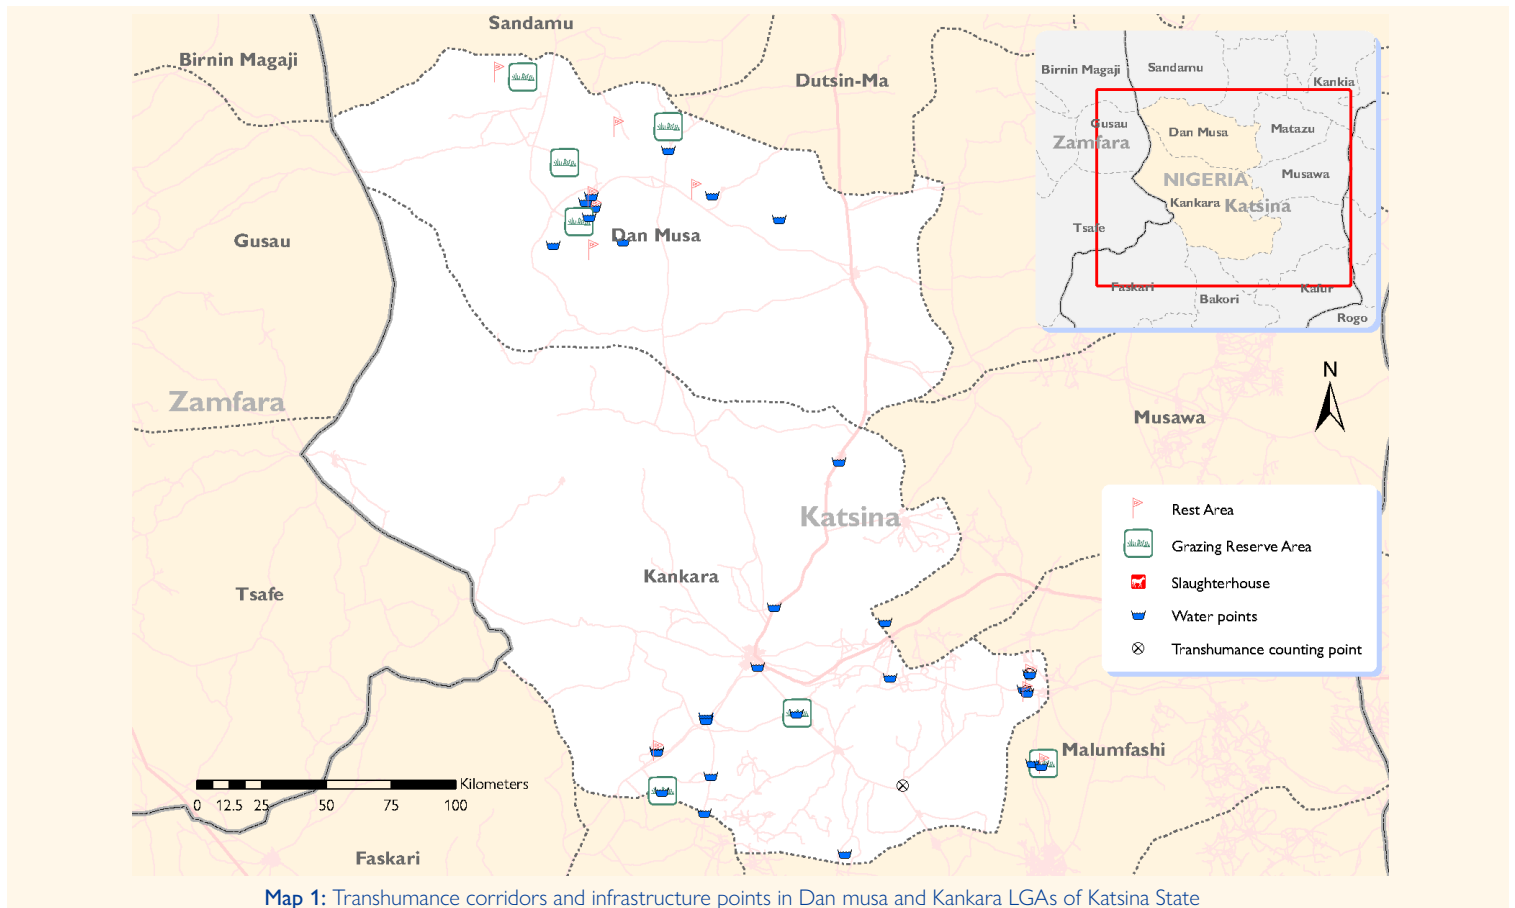 Sandamu
Birnin Magaji
Dutsin-Ma
Gusau
Dan Musa
Zamfara
Musawa
Katsina
Kankara
Tsafe
Malumfashi
Faskari
Kilometers
0 12.5 25 50 75 100
Birnin Magaji
Sandamu
Kankia
Gusau
Dan Musa
Matazu
Zamfara
NIGERIA
Musawa
Kankara
Katsina
Tsafe
Faskari
Bakori
Kafur
Rogo
N
Rest Area
Grazing Reserve Area
Slaughterhouse
Water points
Transhumance counting point
Map 1: Transhumance corridors and infrastructure points in Dan musa and Kankara LGAs of Katsina State